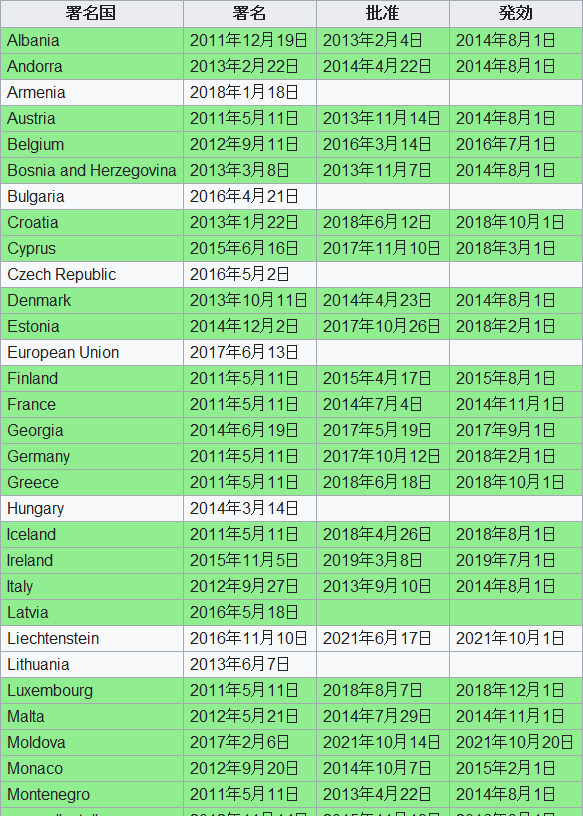 署名国 署名 批准 発効
Albania 2011年12月19日 2013年2月4日 2014年8月1日
Andorra 2013年2月22日 2014年4月22日 2014年8月1日
Armenia 2018年1月18日
Austria 2011年5月11日 2013年11月14日 2014年8月1日
Belgium 2012年9月11日 2016年3月14日 2016年7月1日
Bosnia and Herzegovina 2013年3月8日 2013年11月7日 2014年8月1日
Bulgaria 2016年4月21日
Croatia 2013年1月22日 2018年6月12日 2018年10月1日
Cyprus 2015年6月16日 2017年11月10日 2018年3月1日
Czech Republic 2016年5月2日
Denmark 2013年10月11日 2014年4月23日 2014年8月1日
Estonia 2014年12月2日 2017年10月26日 2018年2月1日
European Union 2017年6月13日
Finland 2011年5月11日 2015年4月17日 2015年8月1日
France 2011年5月11日 2014年7月4日 2014年11月1日
Georgia 2014年6月19日 2017年5月19日 2017年9月1日
Germany 2011年5月11日 2017年10月12日 2018年2月1日
Greece 2011年5月11日 2018年6月18日 2018年10月1日
Hungary 2014年3月14日
Iceland 2011年5月11日 2018年4月26日 2018年8月1日
Ireland 2015年11月5日 2019年3月8日 2019年7月1日
Italy 2012年9月27日 2013年9月10日 2014年8月1日
Latvia 2016年5月18日
Liechtenstein 2016年11月10日 2021年6月17日 2021年10月1日
Lithuania 2013年6月7日
Luxembourg 2011年5月11日 2018年8月7日 2018年12月1日
Malta 2012年5月21日 2014年7月29日 2014年11月1日
Moldova 2017年2月6日 2021年10月14日 2021年10月20日
Monaco 2012年9月20日 2014年10月7日 2015年2月1日
Montenegro 2011年5月11日 2013年4月22日 2014年8月1日